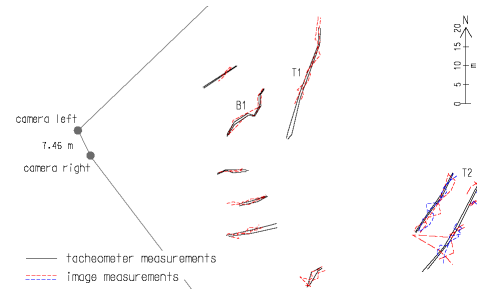 N
20
15
10
5
0
m
T1
B1
camera left
7.46 m
camera right
T2
tacheometer measurements
image measurements